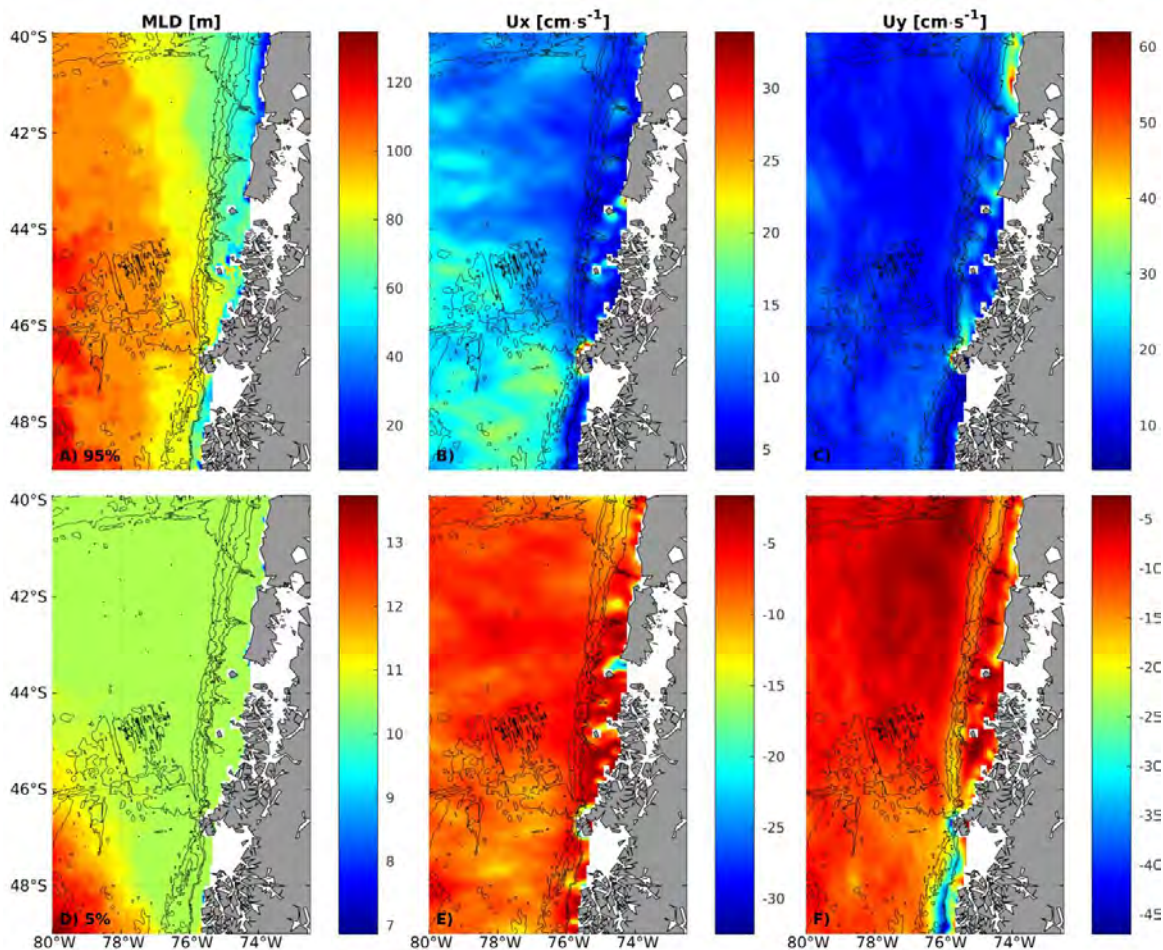 MLD [m]
Ux [cm·s⁻¹]
Uy [cm·s⁻¹]
40°S
42°S
44°S
46°S
48°S
A) 95%
120
100
80
60
40
20
B)
30
25
20
15
10
5
C)
60
50
40
30
20
10
40°S
42°S
44°S
46°S
48°S
80°W
78°W
76°W
74°W
D) 5%
13
12
11
10
9
8
7
80°W
78°W
76°W
74°W
E)
-5
-10
-15
-20
-25
-30
80°W
78°W
76°W
74°W
F)
-5
-10
-15
-20
-25
-30
-35
-40
-45